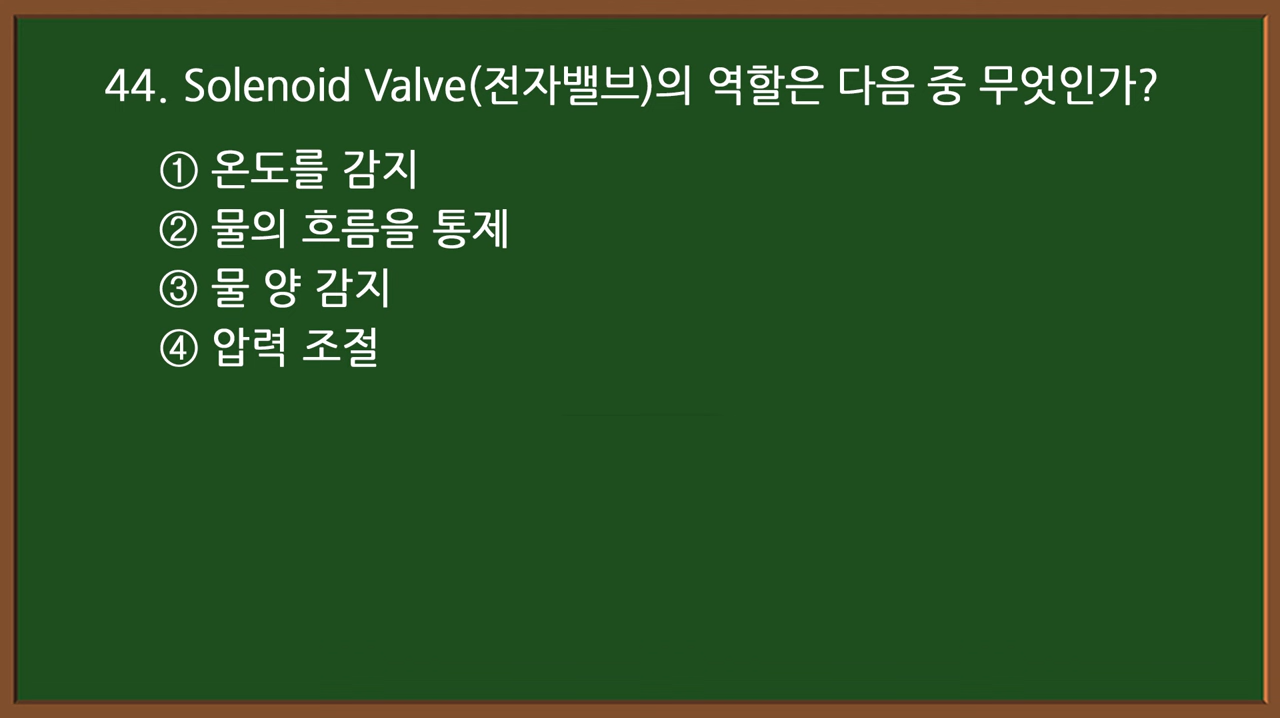 44. Solenoid Valve(전자밸브)의 역할은 다음 중 무엇인가?
① 온도를 감지
② 물의 흐름을 통제
③ 물 양 감지
④ 압력 조절